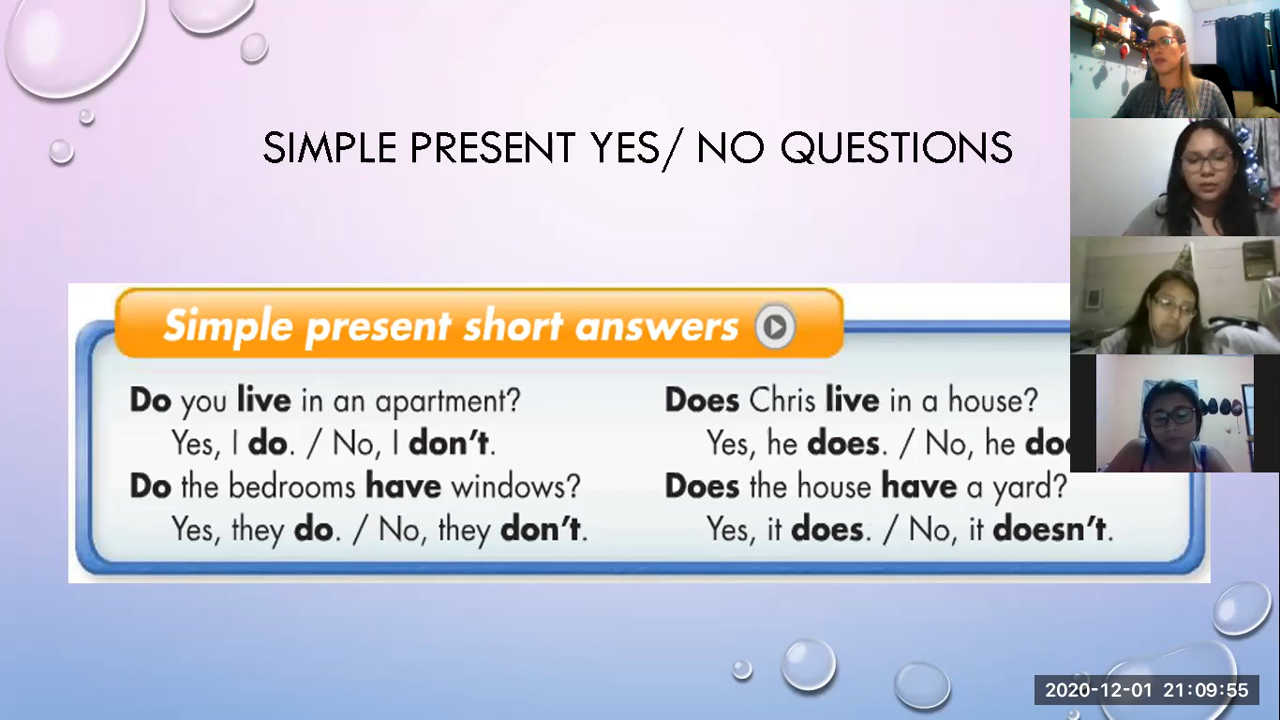 SIMPLE PRESENT YES/ NO QUESTIONS
Simple present short answers
Do you live in an apartment?
Yes, I do. / No, I don't.
Do the bedrooms have windows?
Yes, they do. / No, they don't.
Does Chris live in a house?
Yes, he does. / No, he
Does the house have a yard?
Yes, it does. / No, it doesn't.
2020-12-01 21:09:55